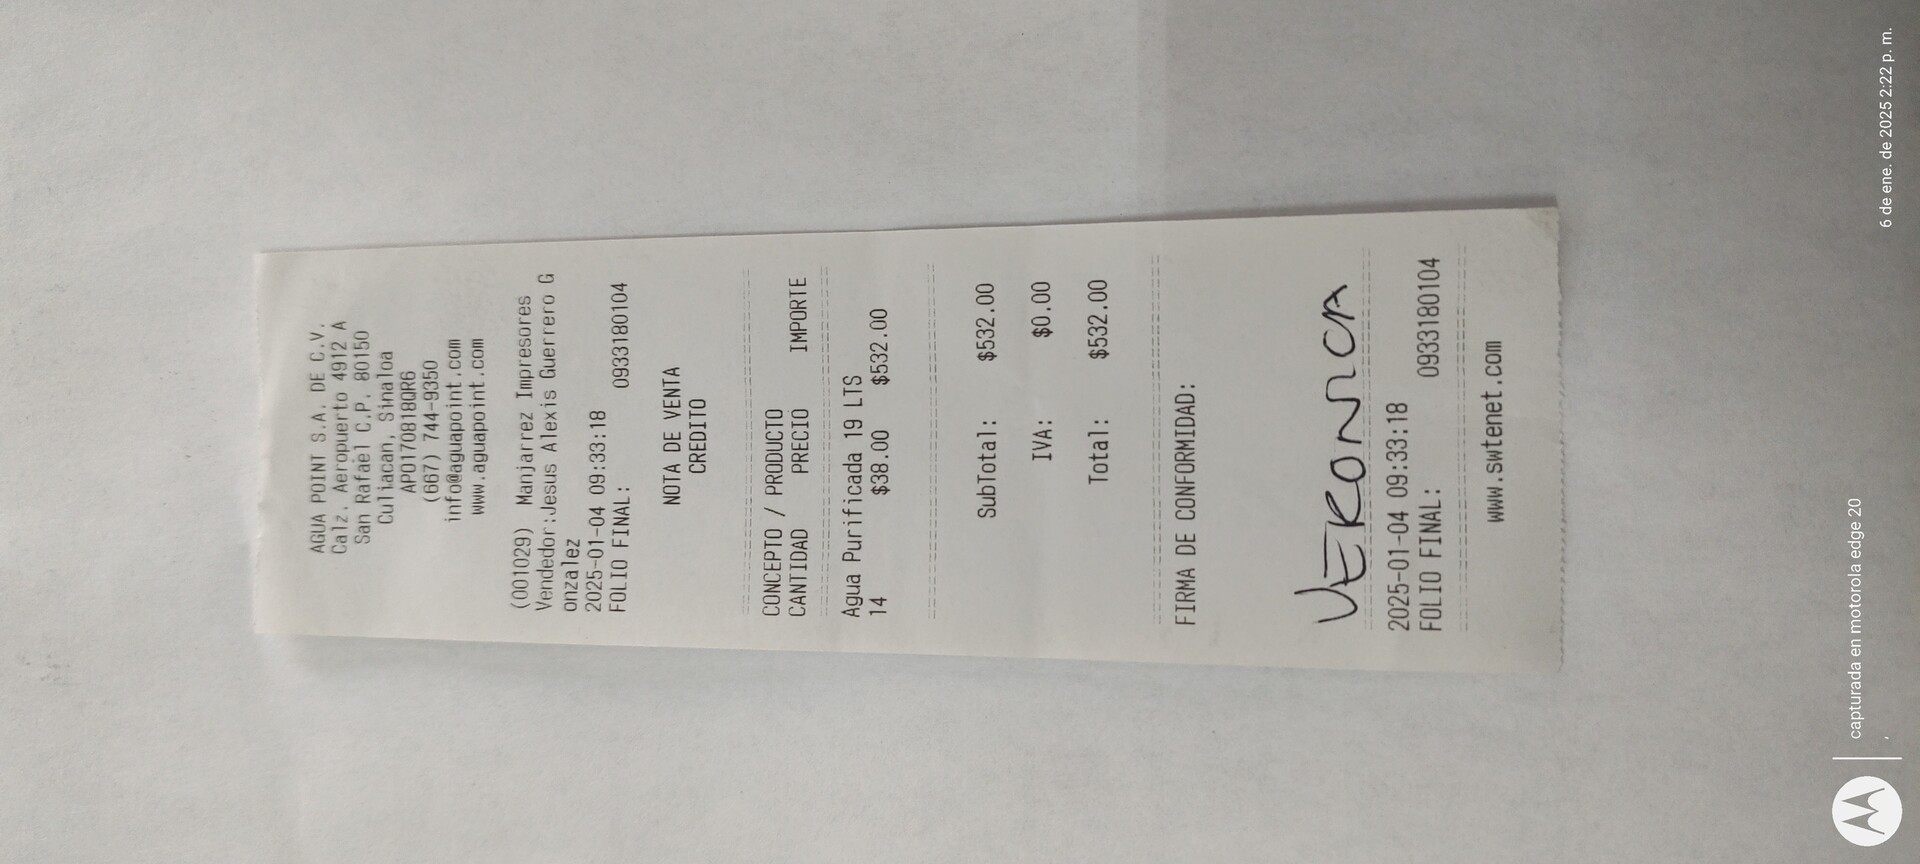 AGUA POINT S.A. DE C.V.
Calz. Aeropuerto 4912 A
San Rafael C.P. 80150
Culiacan, Sinaloa
APO170818QR6
(667) 744-9350
info@aguapoint.com
www.aguapoint.com
(001029) Manjarrez Impresores
Vendedor:Jesus Alexis Guerrero G
onzalez
2025-01-04 09:33:18
FOLIO FINAL: 0933180104
NOTA DE VENTA
CREDITO
CONCEPTO / PRODUCTO
CANTIDAD PRECIO IMPORTE
Agua Purificada 19 LTS
14 $38.00 $532.00
SubTotal: $532.00
IVA: $0.00
Total: $532.00
FIRMA DE CONFORMIDAD:
VERONICA
2025-01-04 09:33:18
FOLIO FINAL: 0933180104
www.swtenet.com
capturada en motorola edge 20
6 de ene. de 2025 2:22 p. m.